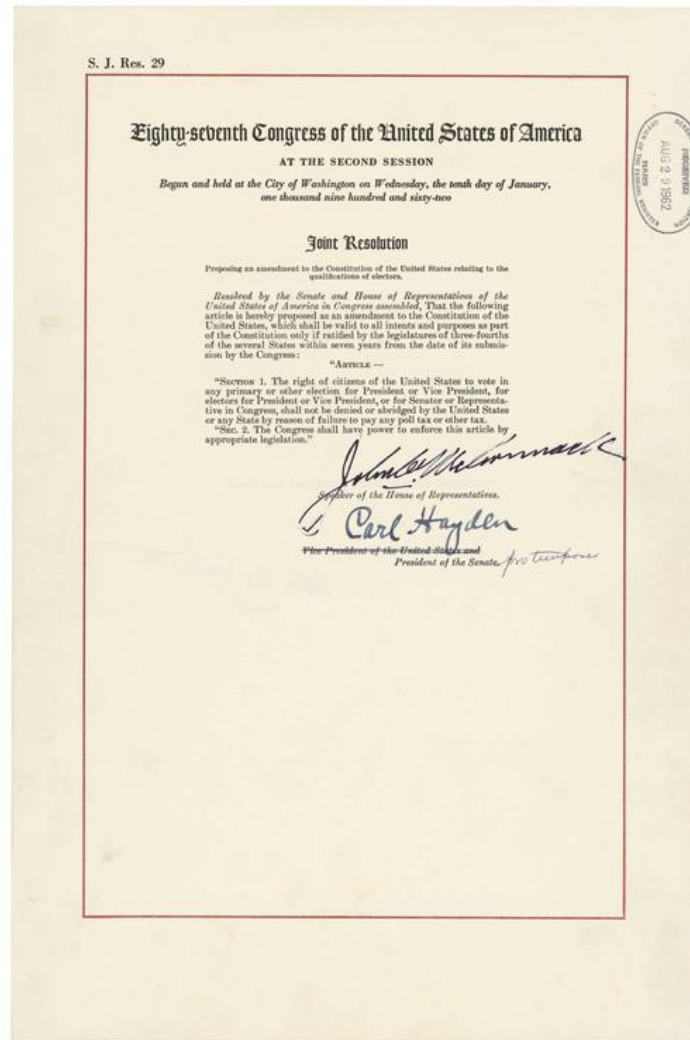 S. J. Res. 29
Eighty-seventh Congress of the United States of America
AT THE SECOND SESSION
Begun and held at the City of Washington on Wednesday, the tenth day of January,
one thousand nine hundred and sixty-two
Joint Resolution
Proposing an amendment to the Constitution of the United States relating to the
qualifications of electors.
Resolved by the Senate and House of Representatives of the
United States of America in Congress assembled, That the following
article is hereby proposed as an amendment to the Constitution of the
United States, which shall be valid to all intents and purposes as part
of the Constitution only if ratified by the legislatures of three-fourths
of the several States within seven years from the date of its submis-
sion by the Congress:
"ARTICLE —
"SECTION 1. The right of citizens of the United States to vote in
any primary or other election for President or Vice President, for
electors for President or Vice President, or for Senator or Representa-
tive in Congress, shall not be denied or abridged by the United States
or any State by reason of failure to pay any poll tax or other tax.
"SEC. 2. The Congress shall have power to enforce this article by
appropriate legislation."
John W. McCormack
Speaker of the House of Representatives.
Carl Hayden
Vice President of the United States and
President of the Senate pro tempore
RECEIVED
AUG 29 1962
NARS
OFFICE OF THE FEDERAL